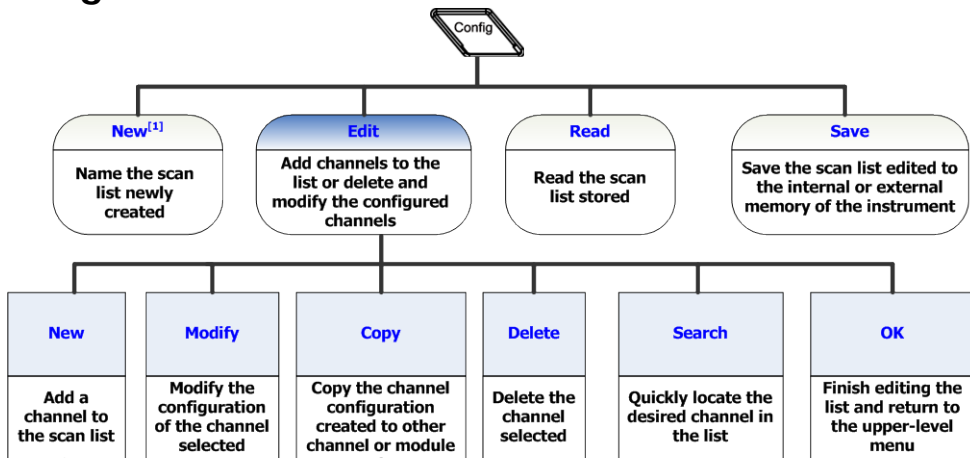 Config
New[1]
Name the scan
list newly
created
Edit
Add channels to the
list or delete and
modify the configured
channels
Read
Read the scan
list stored
Save
Save the scan list edited to
the internal or external
memory of the instrument
New
Add a
channel to
the scan list
Modify
Modify the
configuration
of the channel
selected
Copy
Copy the channel
configuration
created to other
channel or module
Delete
Delete the
channel
selected
Search
Quickly locate the
desired channel in
the list
OK
Finish editing the
list and return to
the upper-level
menu